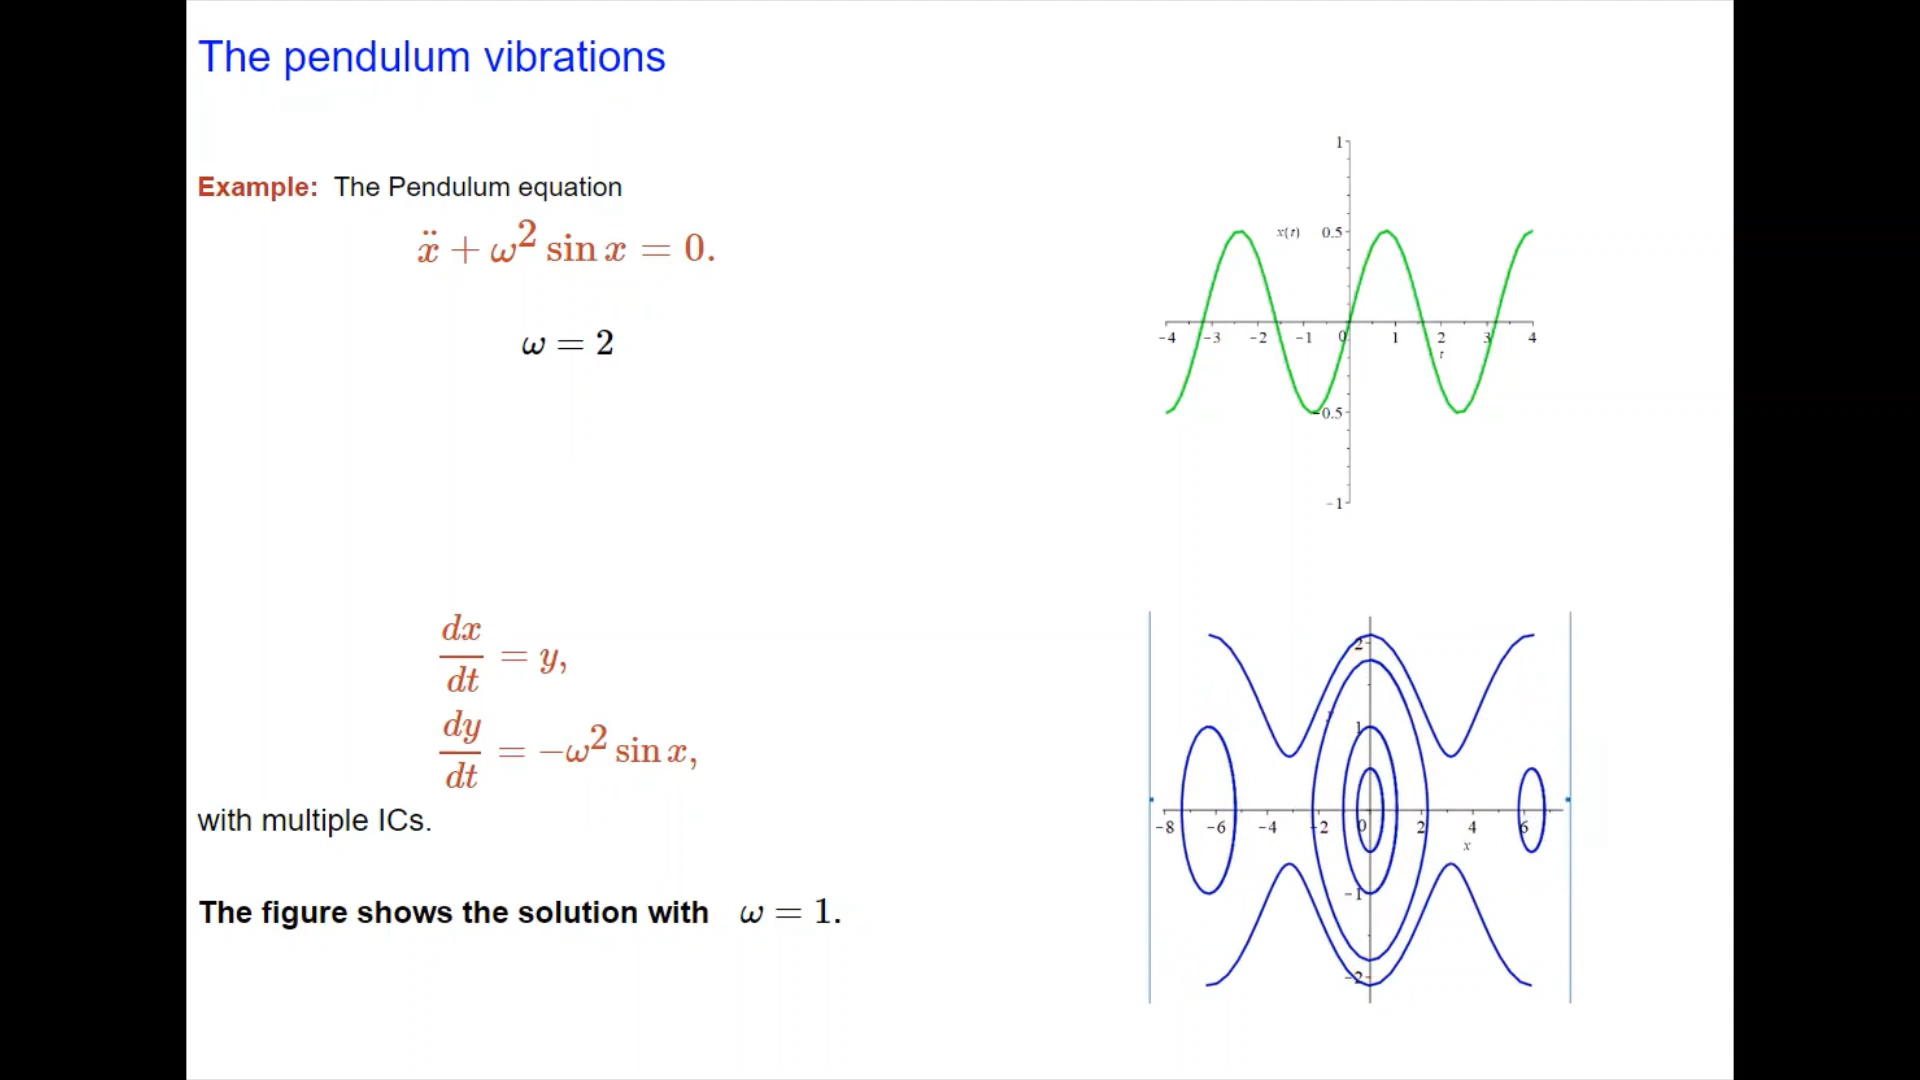 The pendulum vibrations
Example: The Pendulum equation
ẍ + ω² sin x = 0.
ω = 2
1
x(t) 0.5
-4 -3 -2 -1 0 1 2 3 4
t
-0.5
-1
dx/dt = y,
dy/dt = −ω² sin x,
with multiple ICs.
The figure shows the solution with ω = 1.
2
1
-8 -6 -4 -2 0 2 4 6
x
-1
-2